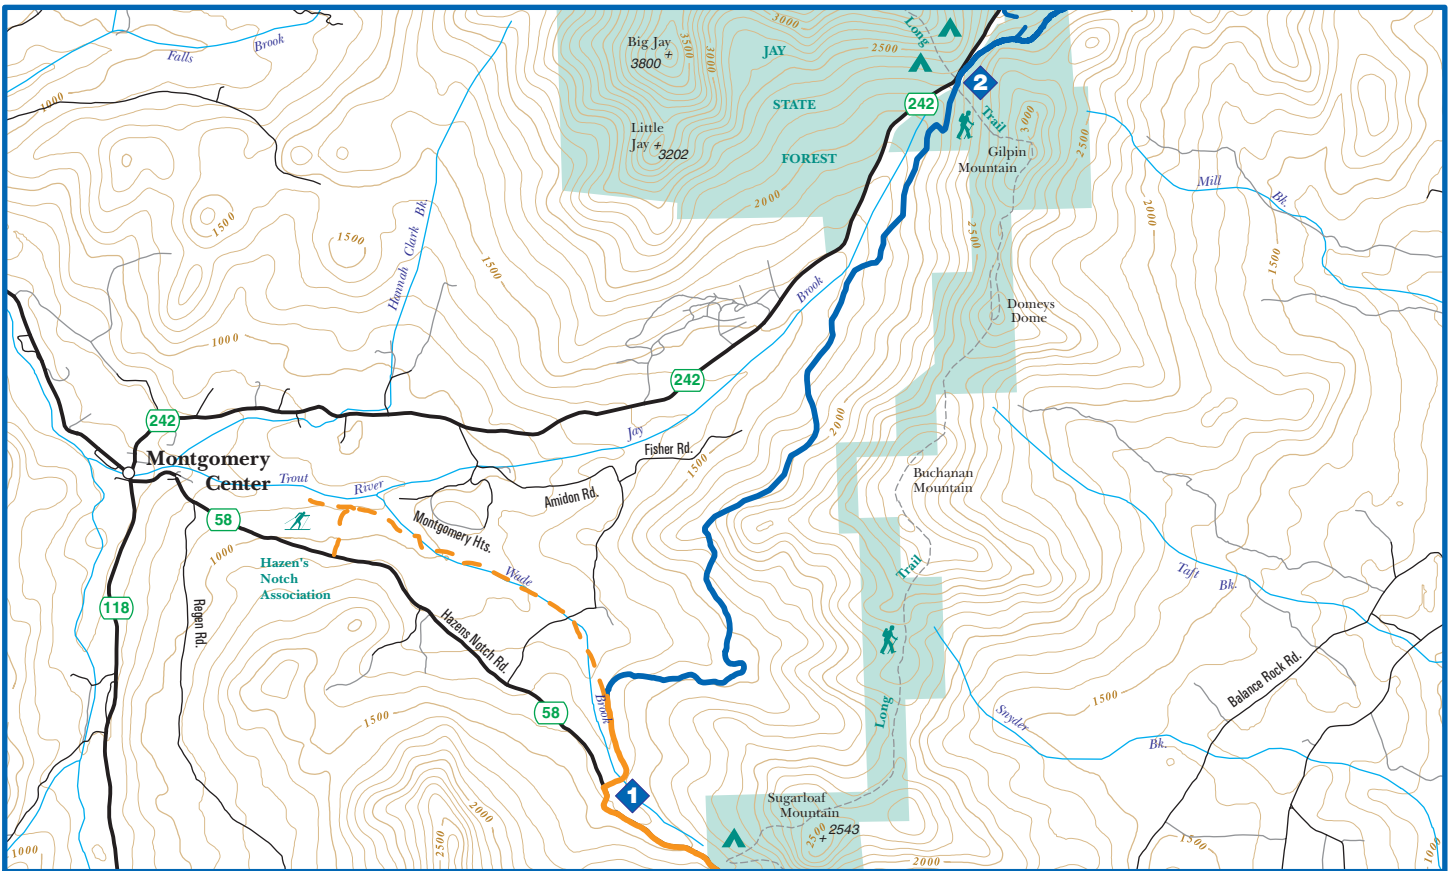 Falls
Brook
1000
Big Jay
3800
3500
3000
3000
JAY
2500
Long
STATE
FOREST
Little
Jay
3202
2000
242
2
Trail
3000
2500
Gilpin
Mountain
Mill
Bk.
2000
1500
2500
Hannah Clark Bk.
1500
1500
1500
1000
Brook
Domeys
Dome
242
242
Jay
Fisher Rd.
1500
2000
Montgomery
Center
Trout
River
Amidon Rd.
Buchanan
Mountain
58
Montgomery Hts.
1000
Hazen's
Notch
Association
Wade
Trail
Taft
Bk.
118
Regen Rd.
Hazens Notch Rd.
Balance Rock Rd.
58
Brook
1500
Long
1500
Snyder
Bk.
1
Sugarloaf
Mountain
2543
2500
2000
2500
2000
1000
1500
1000